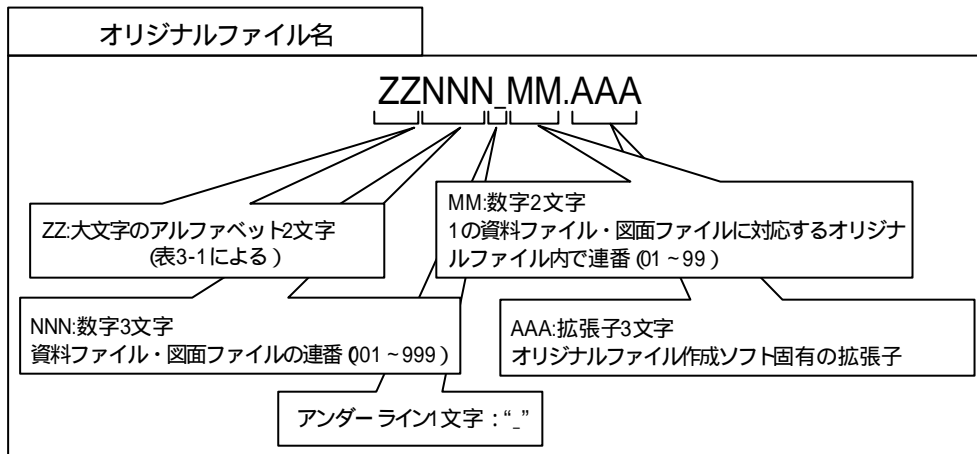 オリジナルファイル名
ZZNNN_MM.AAA
ZZ:大文字のアルファベット2文字
(表3-1による)
MM:数字2文字
1の資料ファイル・図面ファイルに対応するオリジナ
ルファイル内で連番(01~99)
NNN:数字3文字
資料ファイル・図面ファイルの連番(001~999)
AAA:拡張子3文字
オリジナルファイル作成ソフト固有の拡張子
アンダーライン1文字:“_”